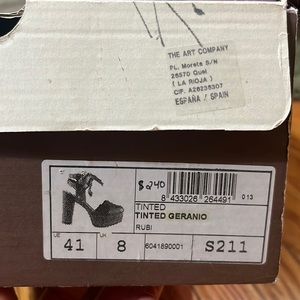 THE ART COMPANY
PL. Moreta S/N
26570 Quel
( LA RIOJA )
CIF. A26235307
ESPAÑA / SPAIN
$240
8 433026 264491
013
TINTED
TINTED GERANIO
RUBI
UE 41
UK 8
6041890001
S211